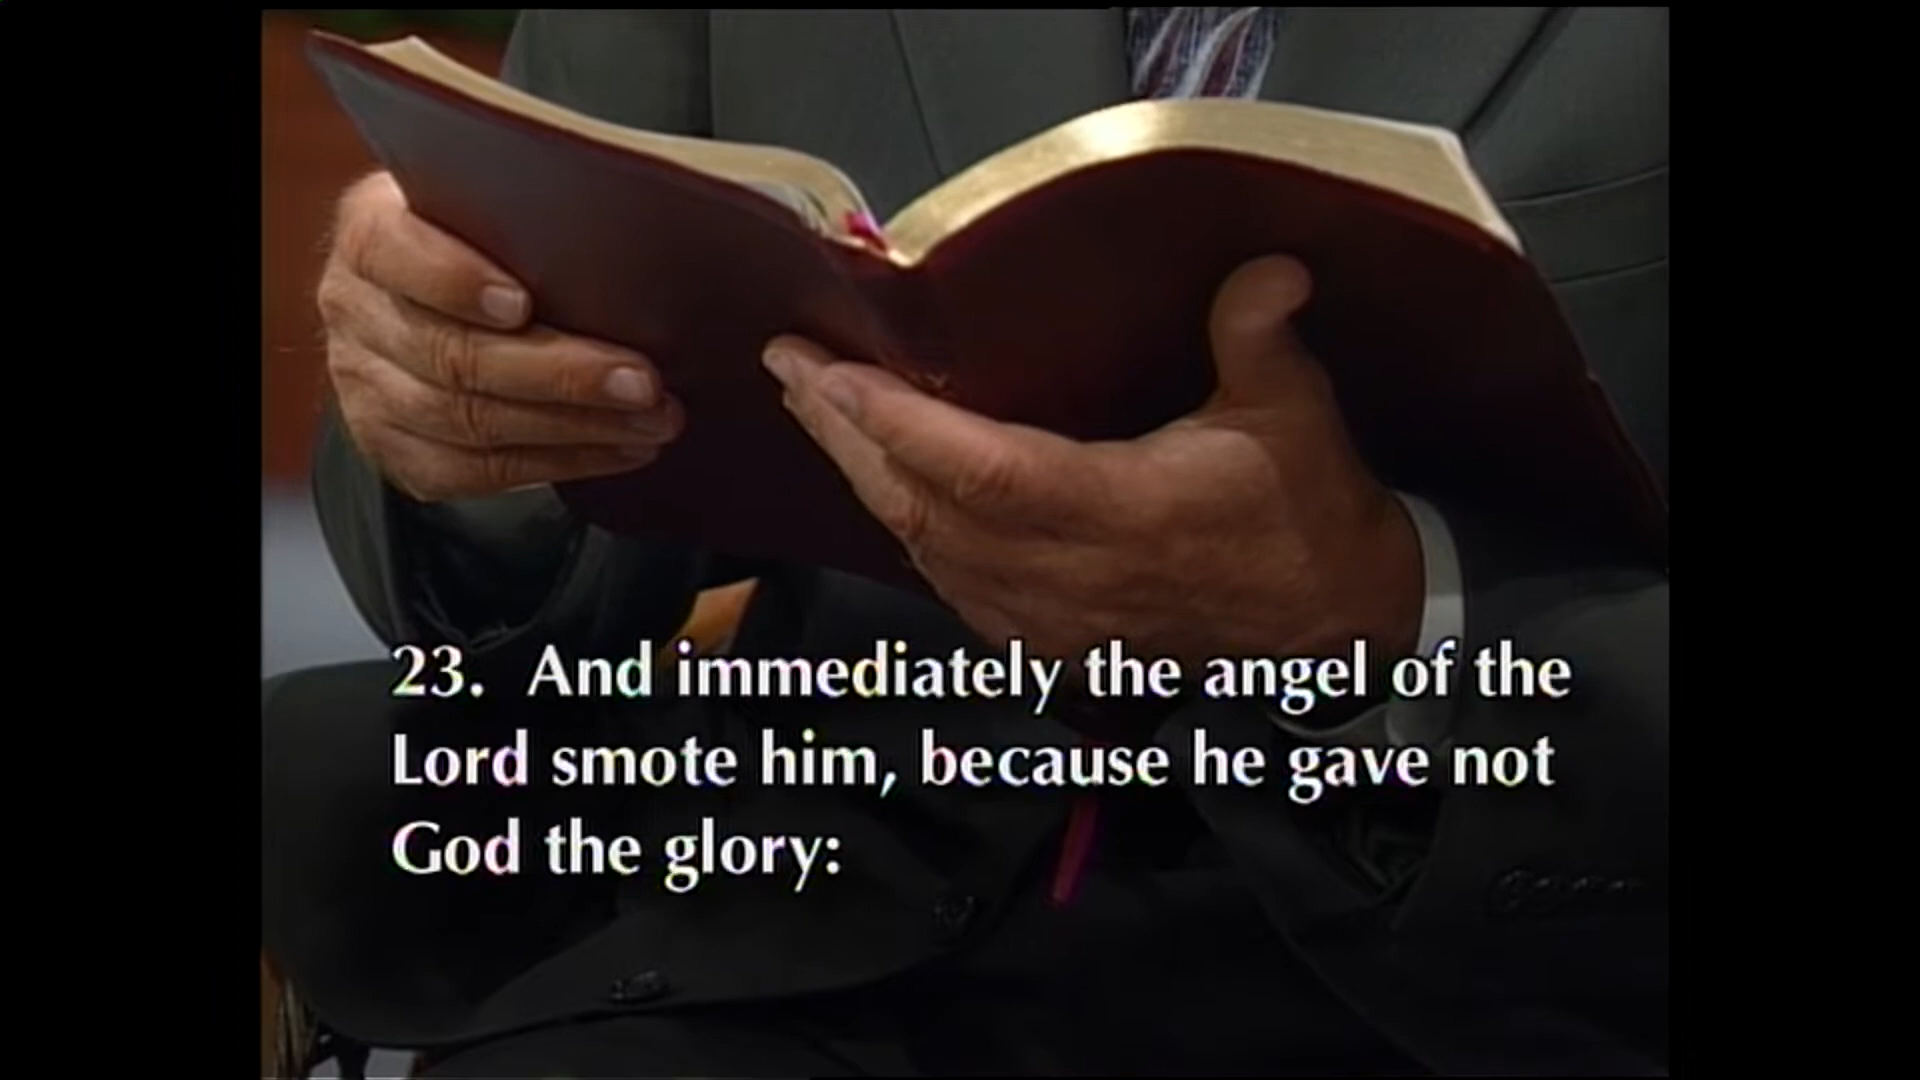 23. And immediately the angel of the
Lord smote him, because he gave not
God the glory: